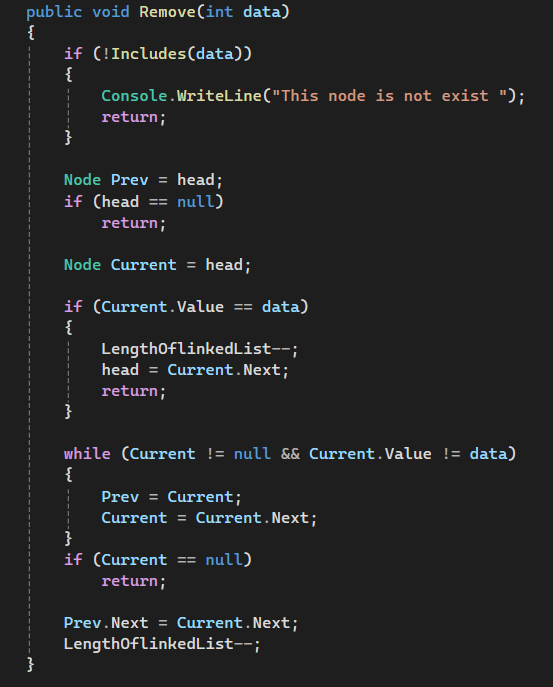 public void Remove(int data)
{
    if (!Includes(data))
    {
        Console.WriteLine("This node is not exist ");
        return;
    }

    Node Prev = head;
    if (head == null)
        return;

    Node Current = head;

    if (Current.Value == data)
    {
        LengthOflinkedList--;
        head = Current.Next;
        return;
    }

    while (Current != null && Current.Value != data)
    {
        Prev = Current;
        Current = Current.Next;
    }
    if (Current == null)
        return;

    Prev.Next = Current.Next;
    LengthOflinkedList--;
}